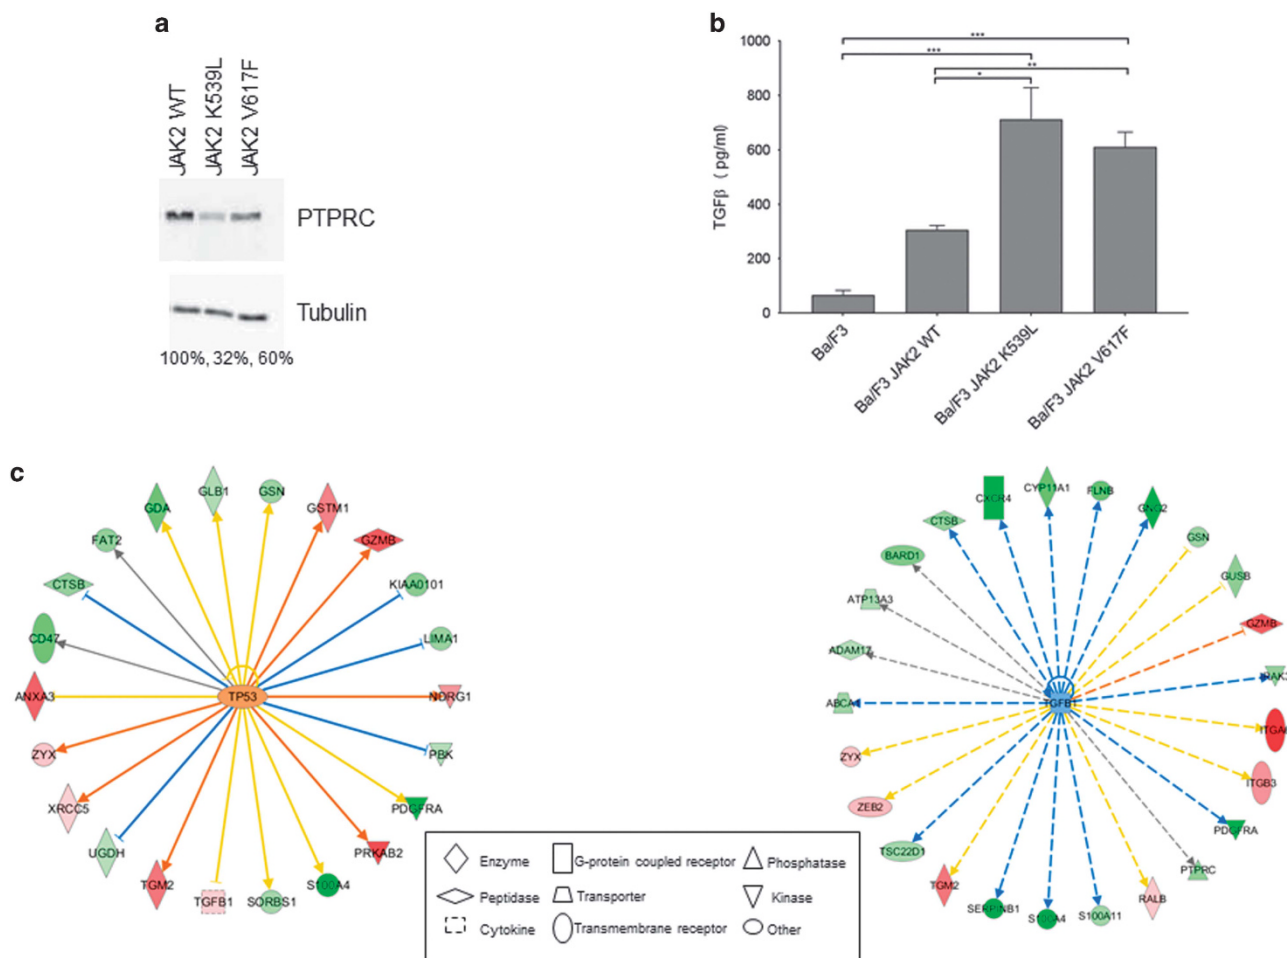 a
JAK2 WT
JAK2 K539L
JAK2 V617F
PTPRC
Tubulin
100%, 32%, 60%
b
TGFβ ( pg/ml)
1000
800
600
400
200
0
***
***
**
*
Ba/F3
Ba/F3 JAK2 WT
Ba/F3 JAK2 K539L
Ba/F3 JAK2 V617F
c
GLB1
GSN
GDA
GSTM1
FAT2
GZMB
CTSB
KIAA0101
CD47
LIMA1
ANXA3
TP53
NDRG1
ZYX
PBK
XRCC5
PDGFRA
UGDH
PRKAB2
TGM2
TGFB1
SORBS1
S100A4
CXCR4
CYP11A1
FLNB
GNG2
CTSB
GSN
BARD1
GUSB
ATP13A3
GZMB
ADAM17
ABCA1
TGFB1
ZYX
ITGB3
ZEB2
PDGFRA
TSC22D1
PTPRC
TGM2
RALB
SERPINB1
S100A4
S100A11
Enzyme
G-protein coupled receptor
Phosphatase
Peptidase
Transporter
Kinase
Cytokine
Transmembrane receptor
Other